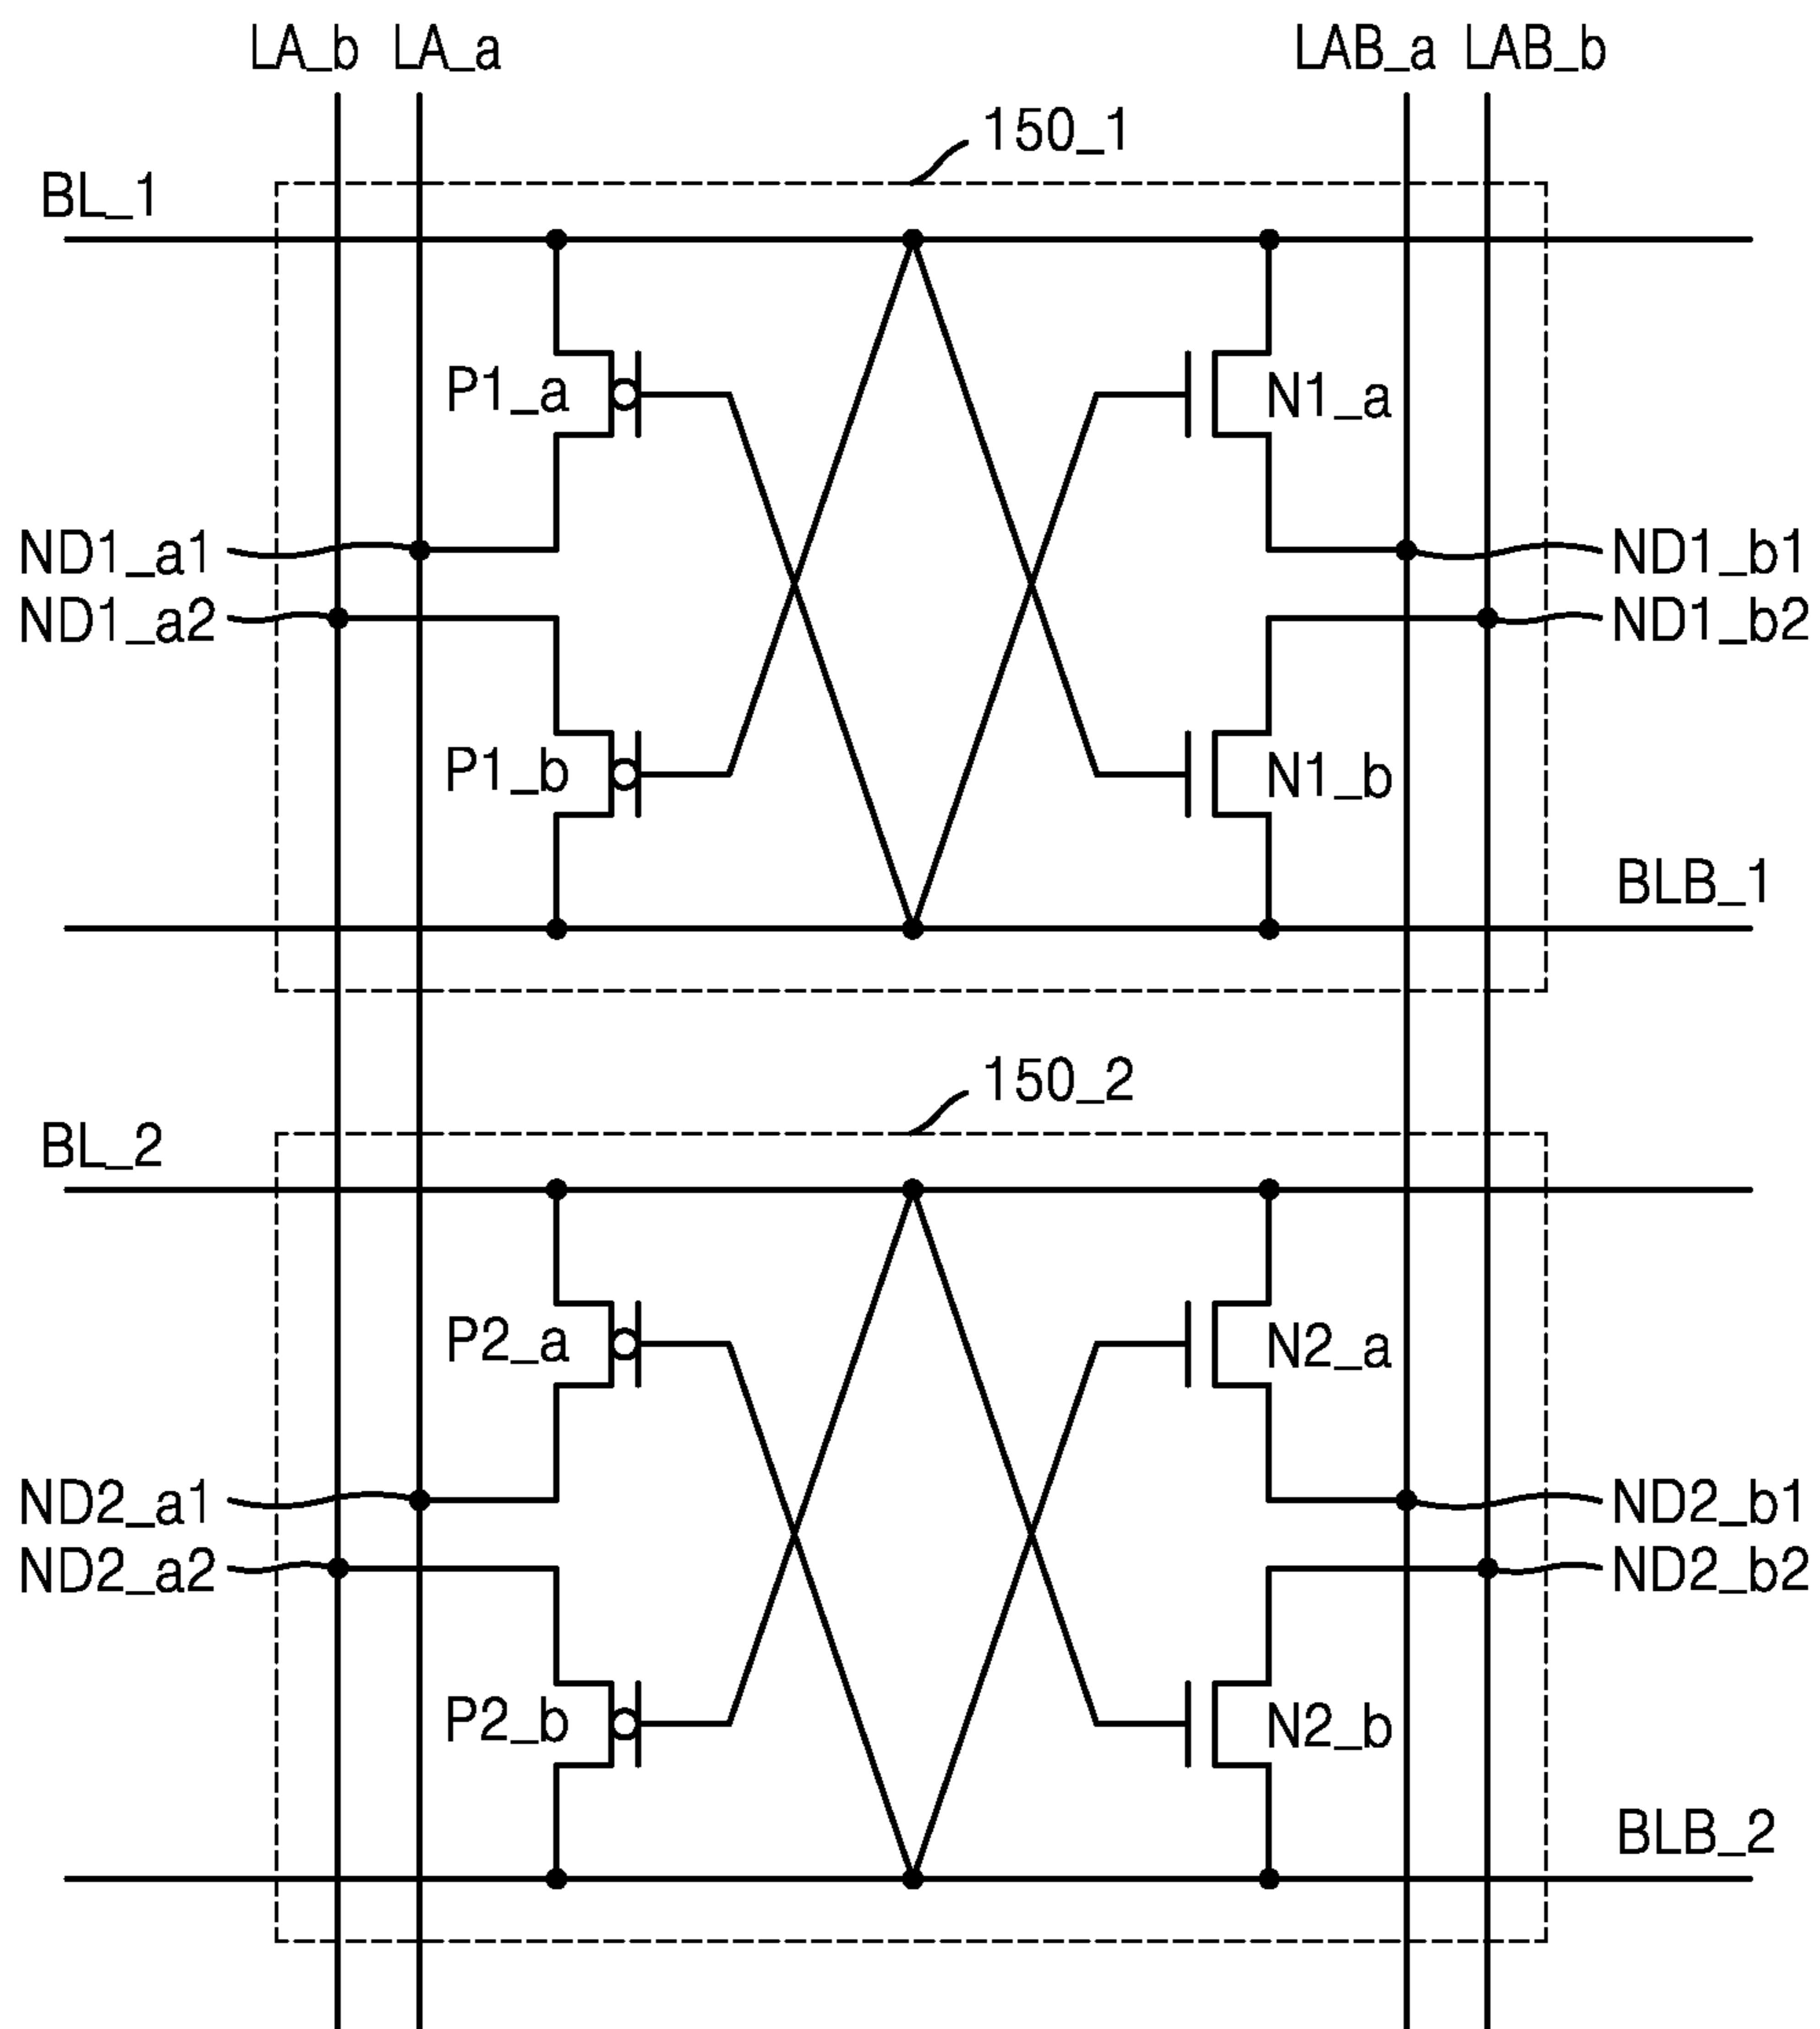 LA_b LA_a LAB_a LAB_b
150_1
BL_1
P1_a N1_a
ND1_a1 ND1_b1
ND1_a2 ND1_b2
P1_b N1_b
BLB_1
150_2
BL_2
P2_a N2_a
ND2_a1 ND2_b1
ND2_a2 ND2_b2
P2_b N2_b
BLB_2